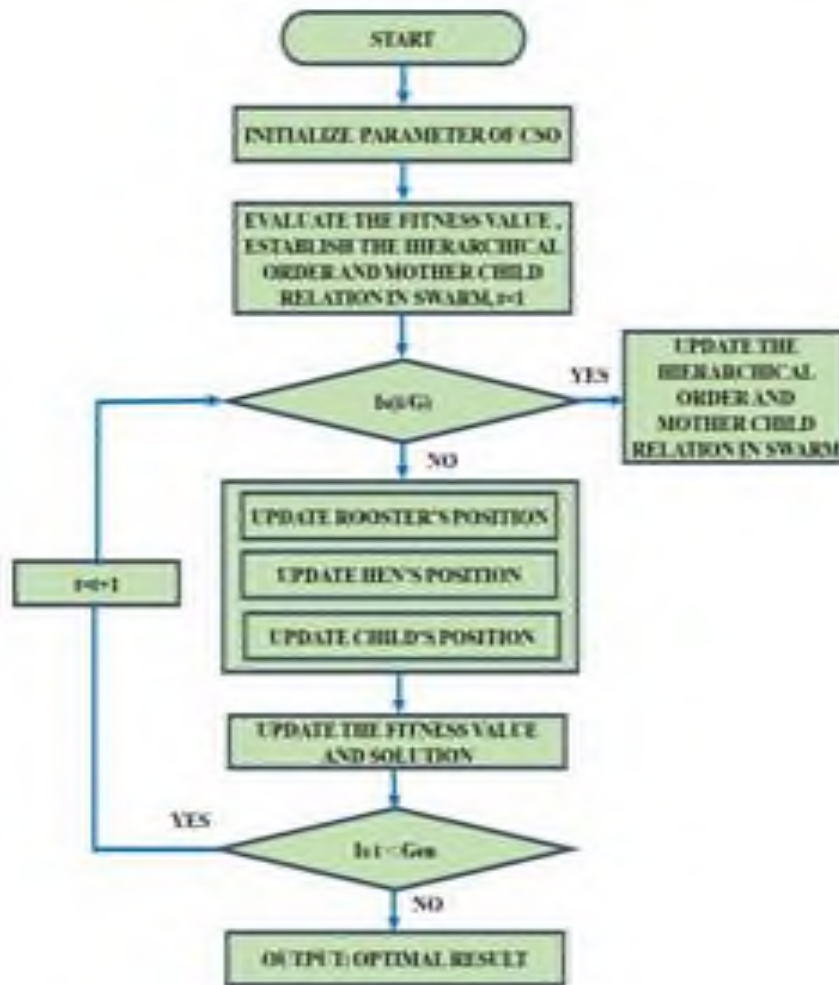 START
INITIALIZE PARAMETER OF CSO
EVALUATE THE FITNESS VALUE ,
ESTABLISH THE HIERARCHICAL
ORDER AND MOTHER CHILD
RELATION IN SWARM, t=1
YES
UPDATE THE
HIERARCHICAL
ORDER AND
MOTHER CHILD
RELATION IN SWARM
NO
UPDATE ROOSTER'S POSITION
UPDATE HEN'S POSITION
t=t+1
UPDATE CHILD'S POSITION
UPDATE THE FITNESS VALUE
AND SOLUTION
YES
Is t < Gen
NO
OUTPUT: OPTIMAL RESULT